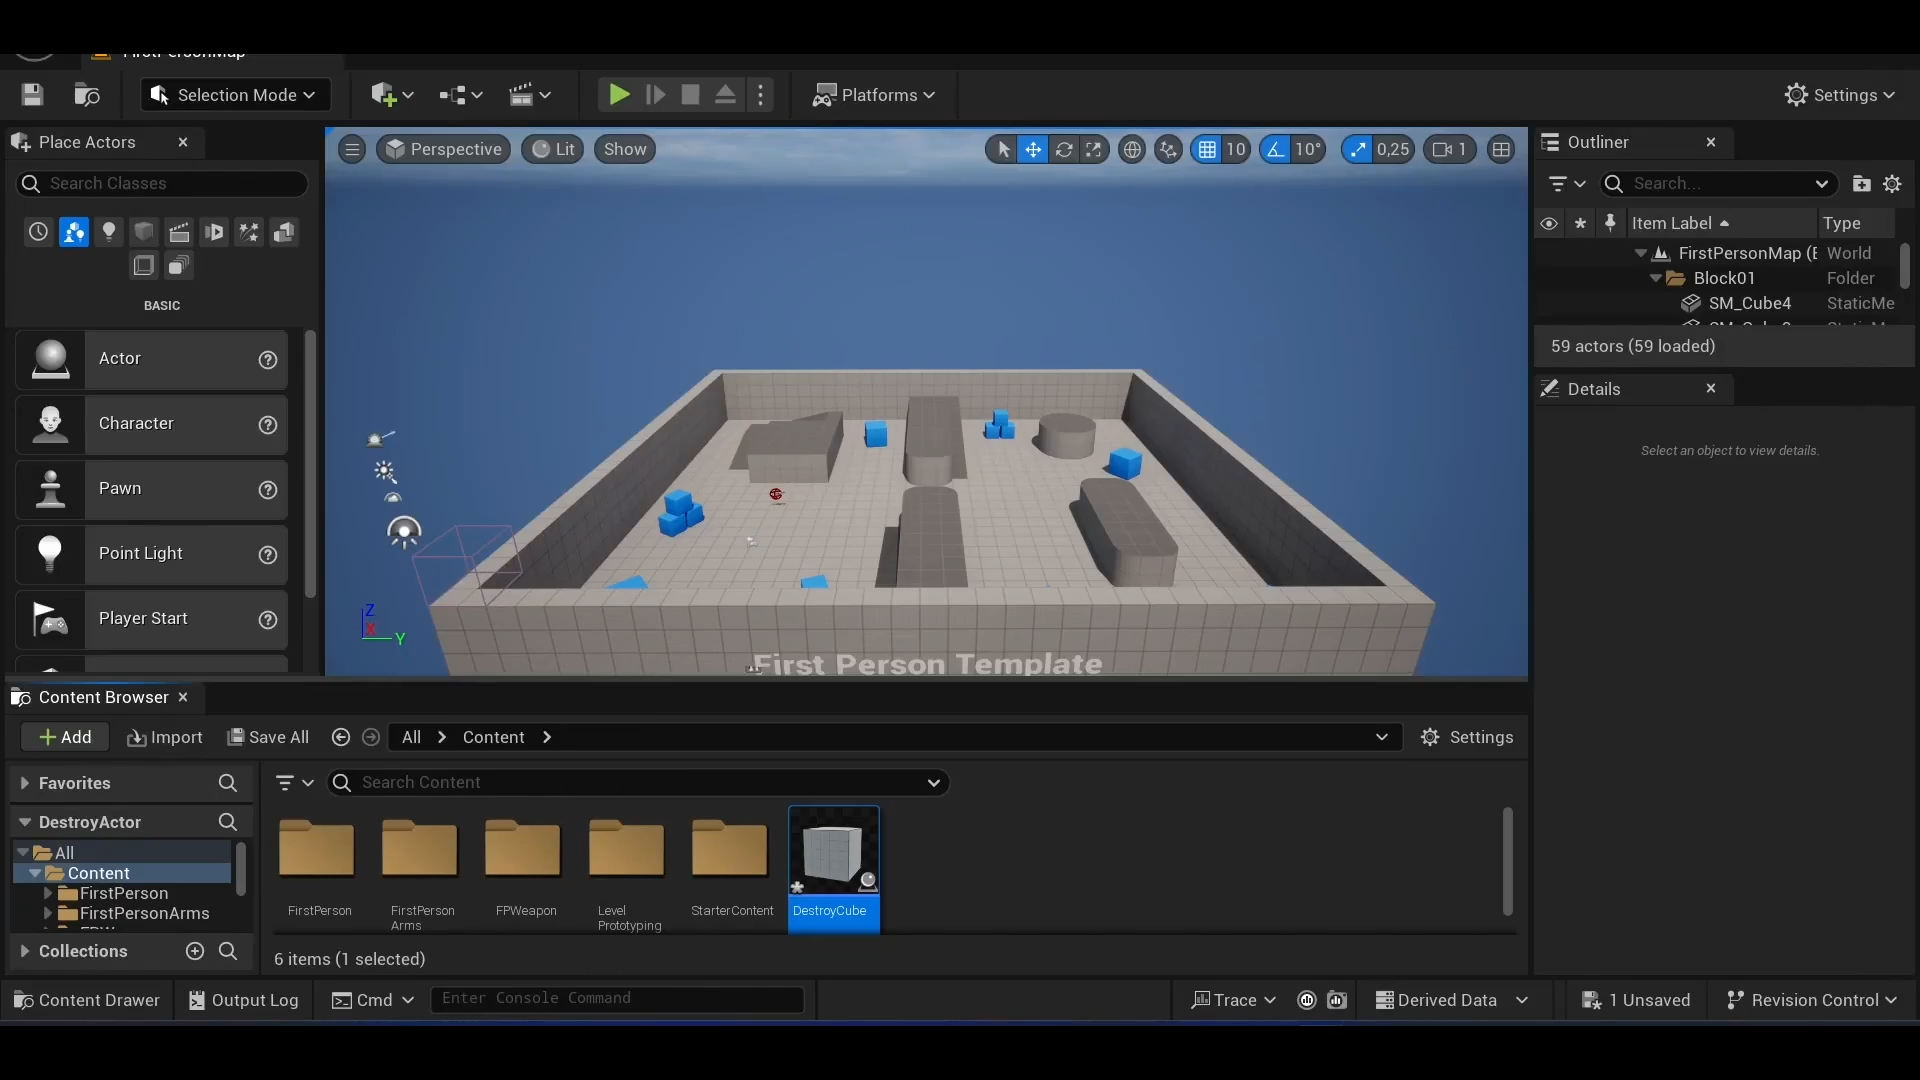 FirstPersonMap
Selection Mode
Platforms
Settings
Place Actors
Search Classes
BASIC
Actor
Character
Pawn
Point Light
Player Start
Perspective
Lit
Show
10
10°
0,25
1
Z
X
Y
First Person Template
Outliner
Search...
Item Label
Type
FirstPersonMap (E
World
Block01
Folder
SM_Cube4
StaticMe
59 actors (59 loaded)
Details
Select an object to view details.
Content Browser
Add
Import
Save All
All
Content
Settings
Favorites
DestroyActor
All
Content
FirstPerson
FirstPersonArms
Collections
Search Content
FirstPerson
FirstPerson
Arms
FPWeapon
Level
Prototyping
StarterContent
DestroyCube
6 items (1 selected)
Content Drawer
Output Log
Cmd
Enter Console Command
Trace
Derived Data
1 Unsaved
Revision Control